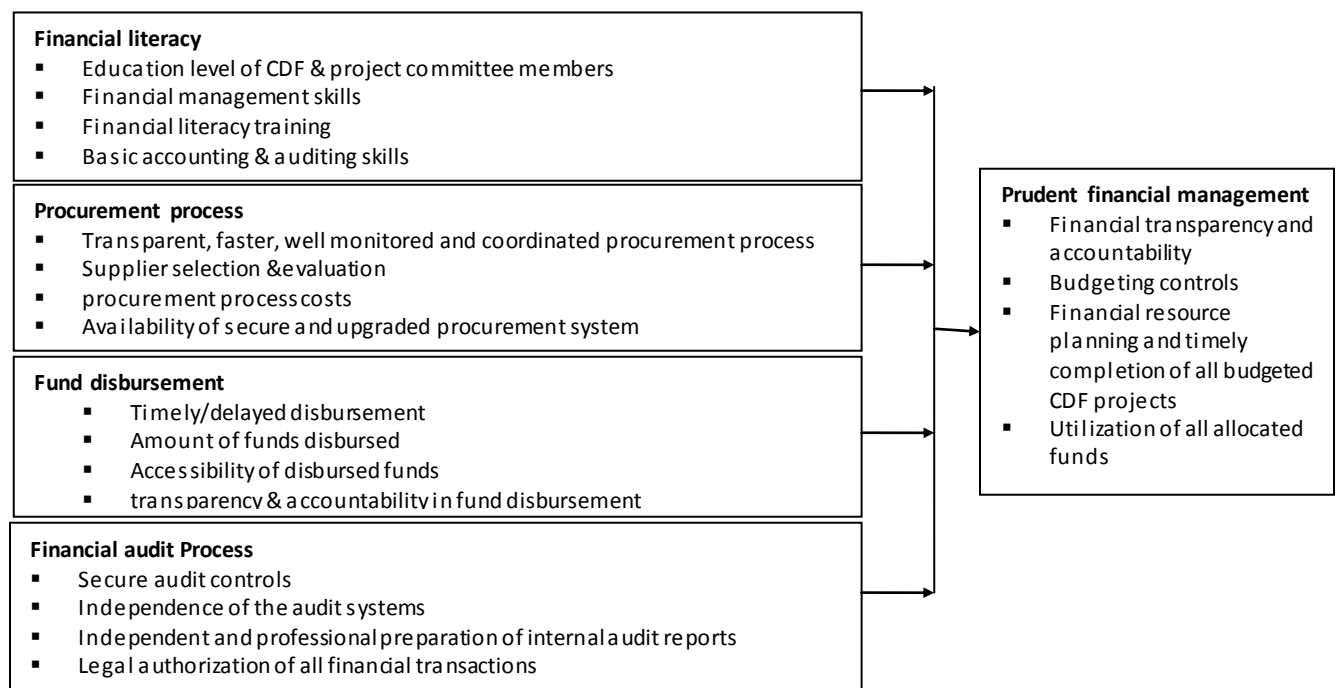 Financial literacy
▪ Education level of CDF & project committee members
▪ Financial management skills
▪ Financial literacy training
▪ Basic accounting & auditing skills
Procurement process
▪ Transparent, faster, well monitored and coordinated procurement process
▪ Supplier selection &evaluation
▪ procurement process costs
▪ Availability of secure and upgraded procurement system
Fund disbursement
▪ Timely/delayed disbursement
▪ Amount of funds disbursed
▪ Accessibility of disbursed funds
▪ transparency & accountability in fund disbursement
Financial audit Process
▪ Secure audit controls
▪ Independence of the audit systems
▪ Independent and professional preparation of internal audit reports
▪ Legal authorization of all financial transactions
Prudent financial management
▪ Financial transparency and
accountability
▪ Budgeting controls
▪ Financial resource
planning and timely
completion of all budgeted
CDF projects
▪ Utilization of all allocated
funds